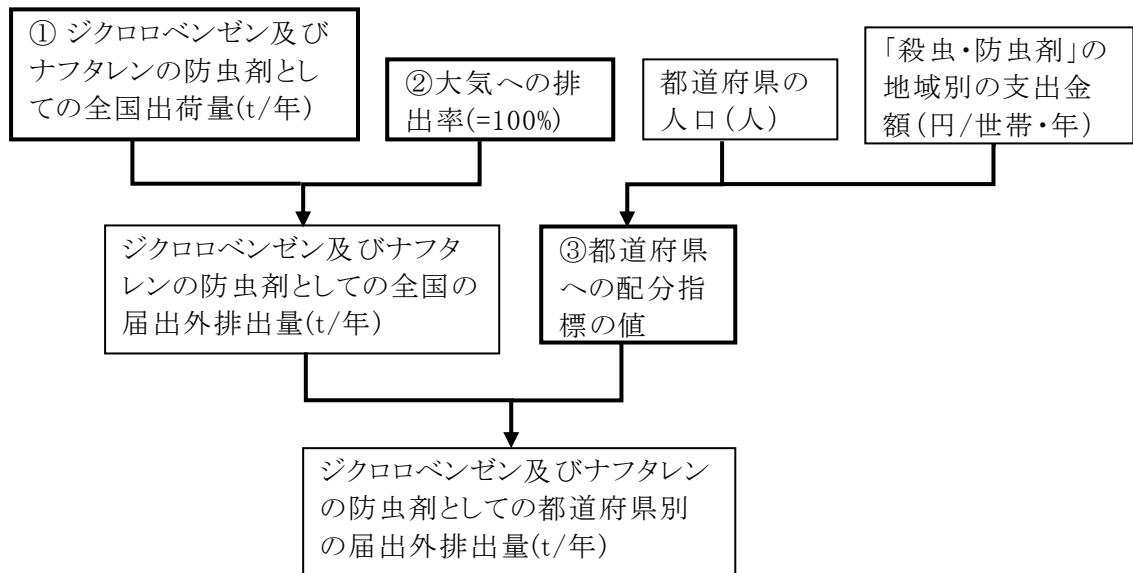 ① ジクロロベンゼン及び
ナフタレンの防虫剤とし
ての全国出荷量(t/年)
②大気への排
出率(=100%)
都道府県の
人口(人)
「殺虫・防虫剤」の
地域別の支出金
額(円/世帯・年)
ジクロロベンゼン及びナフタ
レンの防虫剤としての全国の
届出外排出量(t/年)
③都道府県
への配分指
標の値
ジクロロベンゼン及びナフタレン
の防虫剤としての都道府県別
の届出外排出量(t/年)